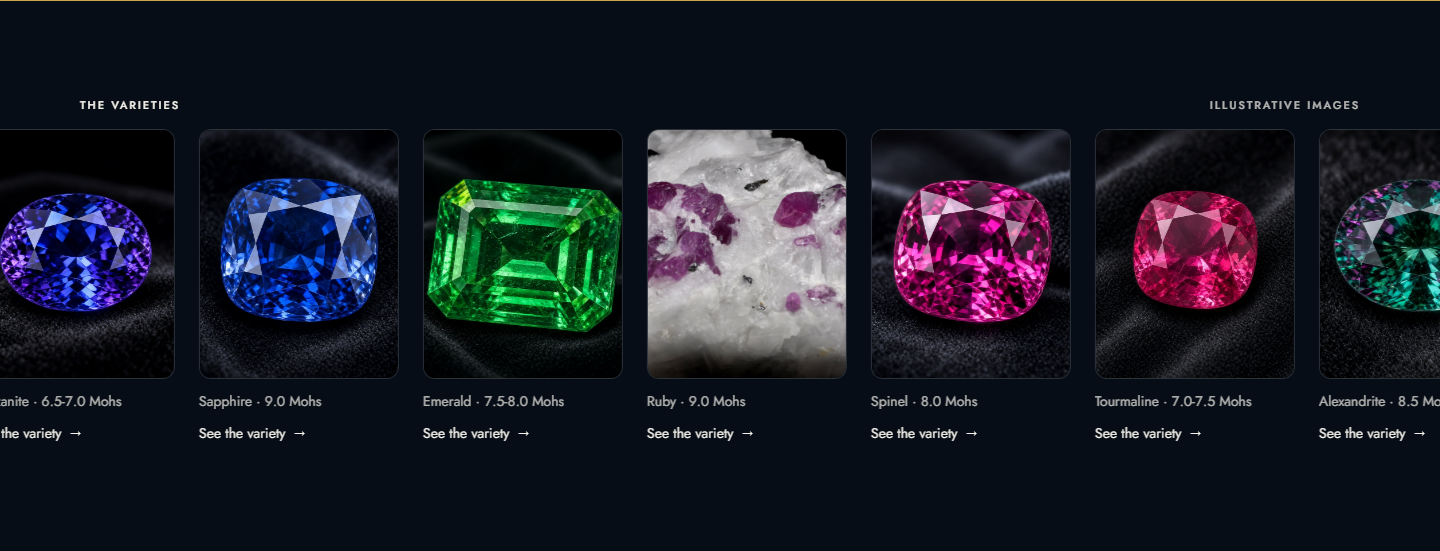 THE VARIETIES
ILLUSTRATIVE IMAGES
anite · 6.5-7.0 Mohs
Sapphire · 9.0 Mohs
Emerald · 7.5-8.0 Mohs
Ruby · 9.0 Mohs
Spinel · 8.0 Mohs
Tourmaline · 7.0-7.5 Mohs
Alexandrite · 8.5 Mo
the variety →
See the variety →
See the variety →
See the variety →
See the variety →
See the variety →
See the variety →